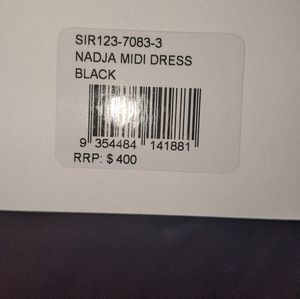 SIR123-7083-3
NADJA MIDI DRESS
BLACK
9 354484 141881
RRP: $ 400